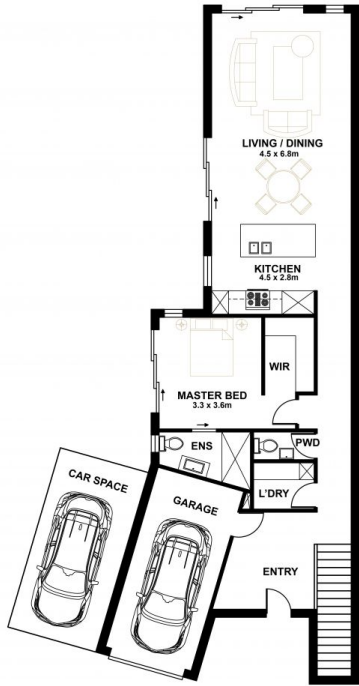 LIVING / DINING
4.5 x 6.8m
KITCHEN
4.5 x 2.8m
WIR
MASTER BED
3.3 x 3.6m
ENS
PWD
L'DRY
CAR SPACE
GARAGE
ENTRY